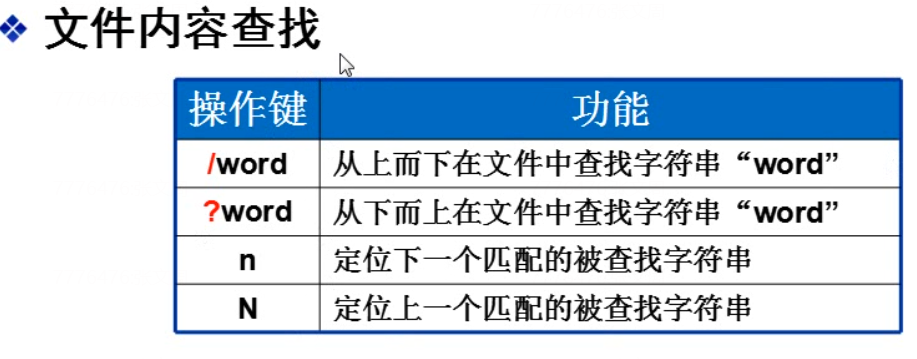 文件内容查找
操作键 功能
/word 从上而下在文件中查找字符串“word”
?word 从下而上在文件中查找字符串“word”
n 定位下一个匹配的被查找字符串
N 定位上一个匹配的被查找字符串